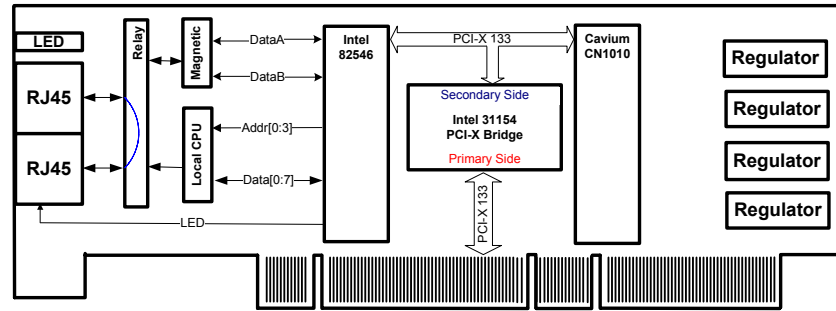 LED
RJ45
RJ45
Relay
Magnetic
Local CPU
DataA
DataB
Addr[0:3]
Data[0:7]
LED
Intel
82546
PCI-X 133
Secondary Side
Intel 31154
PCI-X Bridge
Primary Side
PCI-X 133
Cavium
CN1010
Regulator
Regulator
Regulator
Regulator